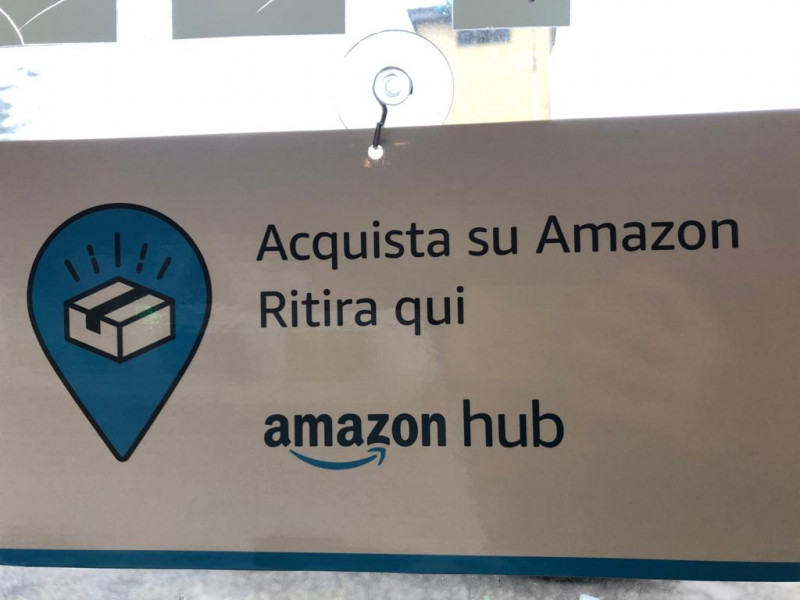 Acquista su Amazon
Ritira qui
amazon hub